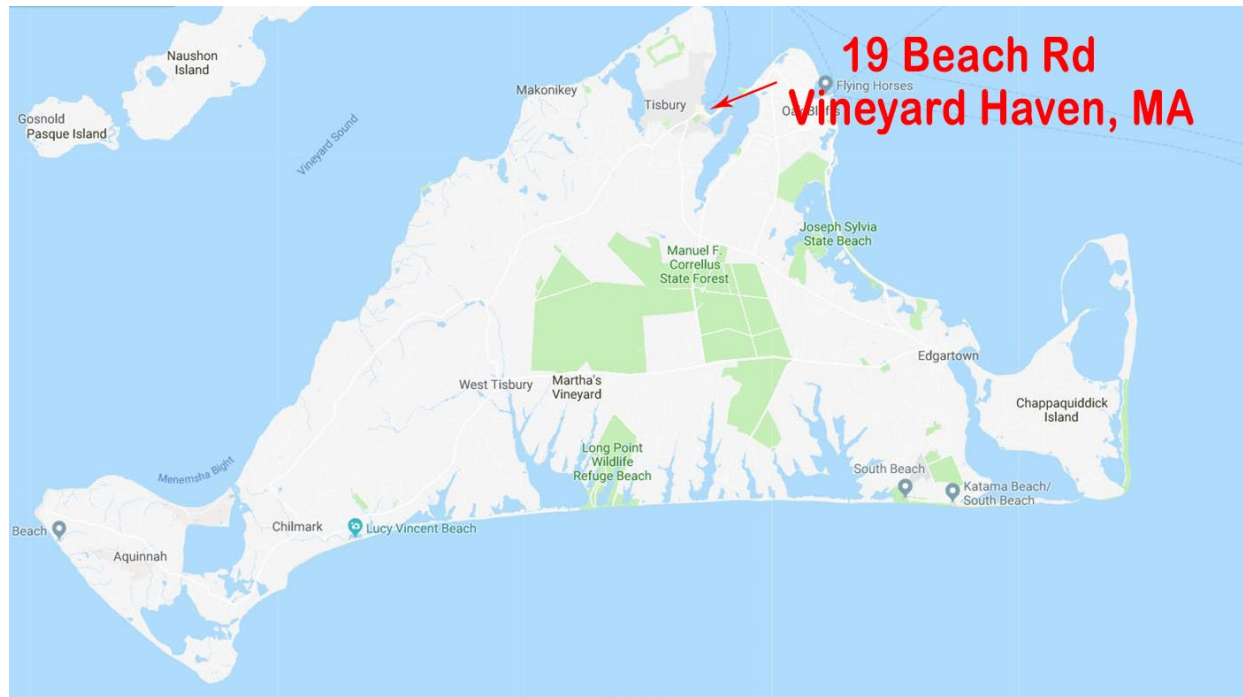 19 Beach Rd
Vineyard Haven, MA
Naushon
Island
Gosnold
Pasque Island
Vineyard Sound
Makonikey
Tisbury
Flying Horses
Oak Bluffs
Joseph Sylvia
State Beach
Manuel F.
Correllus
State Forest
Edgartown
West Tisbury
Martha's
Vineyard
Chappaquiddick
Island
Long Point
Wildlife
Refuge Beach
Menemsha Bight
South Beach
Katama Beach/
South Beach
Chilmark
Lucy Vincent Beach
Beach
Aquinnah